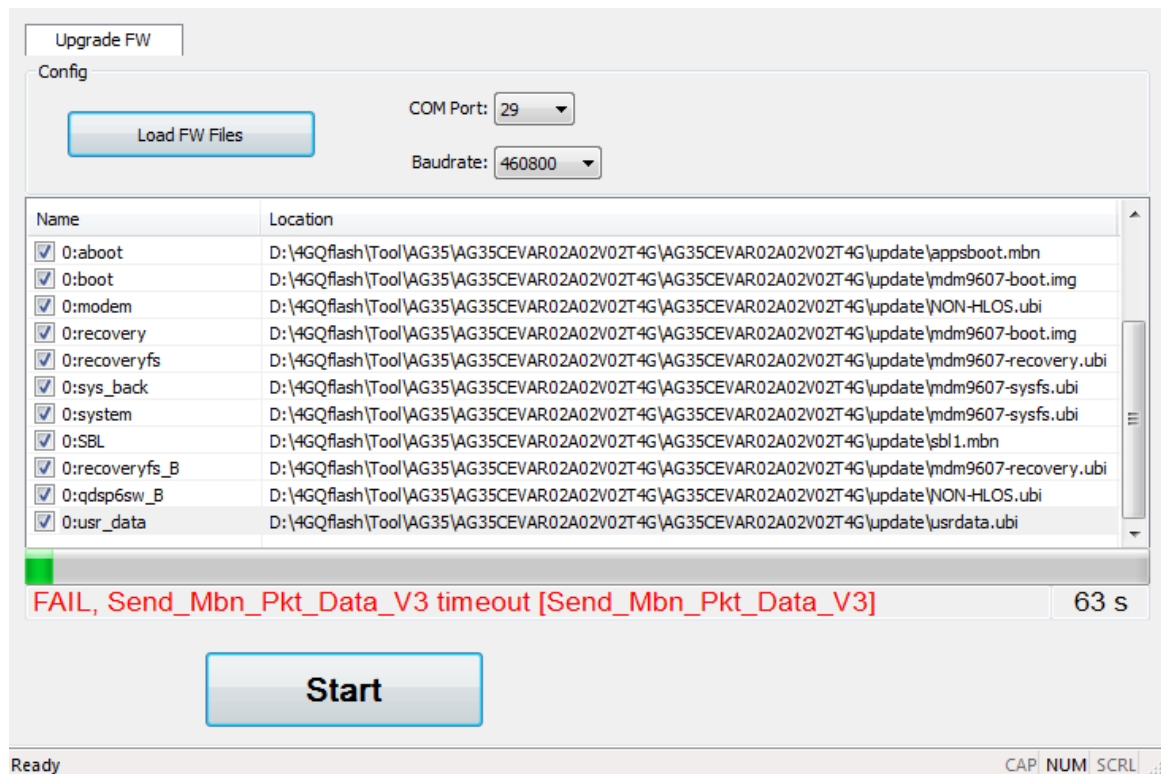 Upgrade FW
Config
Load FW Files
COM Port: 29
Baudrate: 460800
Name Location
0:aboot D:\4GQflash\Tool\AG35\AG35CEVAR02A02V02T4G\AG35CEVAR02A02V02T4G\update\appsboot.mbn
0:boot D:\4GQflash\Tool\AG35\AG35CEVAR02A02V02T4G\AG35CEVAR02A02V02T4G\update\mdm9607-boot.img
0:modem D:\4GQflash\Tool\AG35\AG35CEVAR02A02V02T4G\AG35CEVAR02A02V02T4G\update\NON-HLOS.ubi
0:recovery D:\4GQflash\Tool\AG35\AG35CEVAR02A02V02T4G\AG35CEVAR02A02V02T4G\update\mdm9607-boot.img
0:recoveryfs D:\4GQflash\Tool\AG35\AG35CEVAR02A02V02T4G\AG35CEVAR02A02V02T4G\update\mdm9607-recovery.ubi
0:sys_back D:\4GQflash\Tool\AG35\AG35CEVAR02A02V02T4G\AG35CEVAR02A02V02T4G\update\mdm9607-sysfs.ubi
0:system D:\4GQflash\Tool\AG35\AG35CEVAR02A02V02T4G\AG35CEVAR02A02V02T4G\update\mdm9607-sysfs.ubi
0:SBL D:\4GQflash\Tool\AG35\AG35CEVAR02A02V02T4G\AG35CEVAR02A02V02T4G\update\sbl1.mbn
0:recoveryfs_B D:\4GQflash\Tool\AG35\AG35CEVAR02A02V02T4G\AG35CEVAR02A02V02T4G\update\mdm9607-recovery.ubi
0:qdsp6sw_B D:\4GQflash\Tool\AG35\AG35CEVAR02A02V02T4G\AG35CEVAR02A02V02T4G\update\NON-HLOS.ubi
0:usr_data D:\4GQflash\Tool\AG35\AG35CEVAR02A02V02T4G\AG35CEVAR02A02V02T4G\update\usrdata.ubi
FAIL, Send_Mbn_Pkt_Data_V3 timeout [Send_Mbn_Pkt_Data_V3] 63 s
Start
Ready CAP NUM SCRL